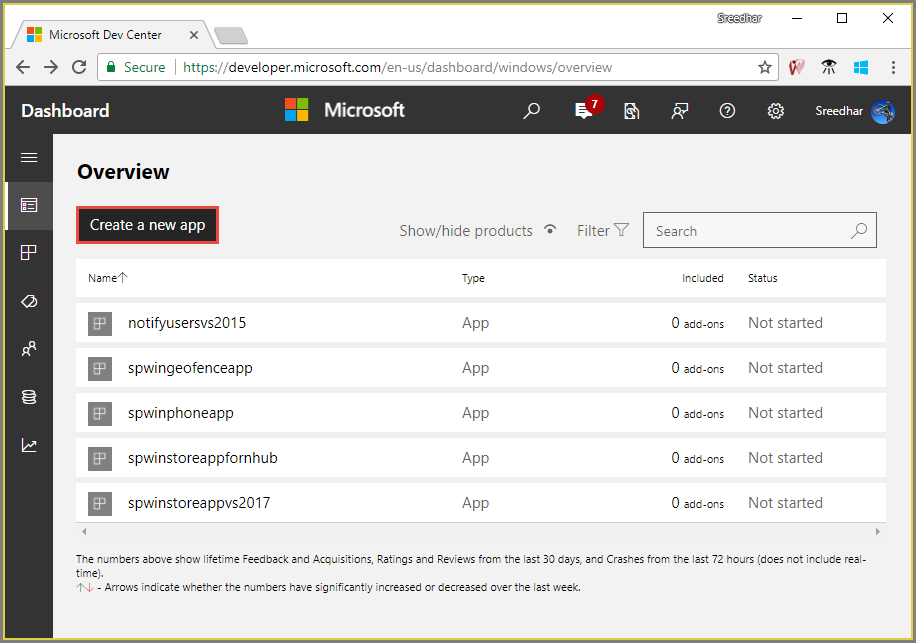 Sreedhar
Microsoft Dev Center
Secure
https://developer.microsoft.com/en-us/dashboard/windows/overview
Dashboard
Microsoft
7
Sreedhar
Overview
Create a new app
Show/hide products
Filter
Search
Name↑ Type Included Status
notifyusersvs2015 App 0 add-ons Not started
spwingeofenceapp App 0 add-ons Not started
spwinphoneapp App 0 add-ons Not started
spwinstoreappfornhub App 0 add-ons Not started
spwinstoreappvs2017 App 0 add-ons Not started
The numbers above show lifetime Feedback and Acquisitions, Ratings and Reviews from the last 30 days, and Crashes from the last 72 hours (does not include real-
time).
↑↓ - Arrows indicate whether the numbers have significantly increased or decreased over the last week.